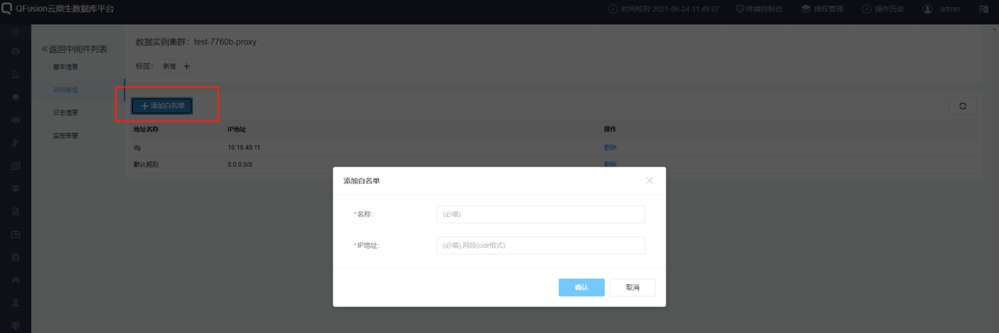 QFusion云原生数据库平台
时间校对 2021-06-24 11:49:07
终端控制台
授权管理
操作历史
admin
返回中间件列表
基本信息
访问安全
日志信息
监控告警
数据实例集群：test-7760b-proxy
标签： 新增 +
+ 添加白名单
地址名称 IP地址 操作
dg 10.10.40.11 删除
默认规则 0.0.0.0/0 删除
添加白名单
*名称: (必填)
*IP地址: (必填),网段(cidr格式)
确认 取消